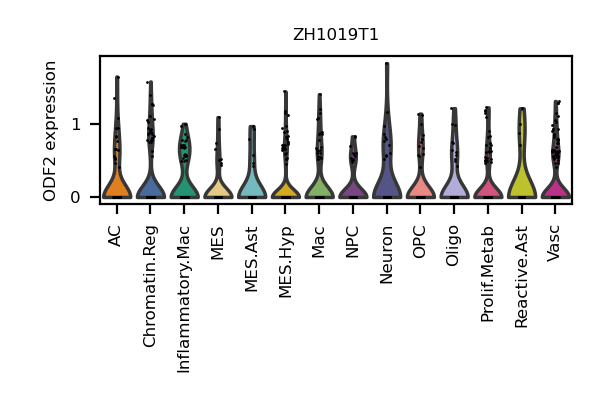 ZH1019T1
ODF2 expression
1
0
AC
Chromatin.Reg
Inflammatory.Mac
MES
MES.Ast
MES.Hyp
Mac
NPC
Neuron
OPC
Oligo
Prolif.Metab
Reactive.Ast
Vasc